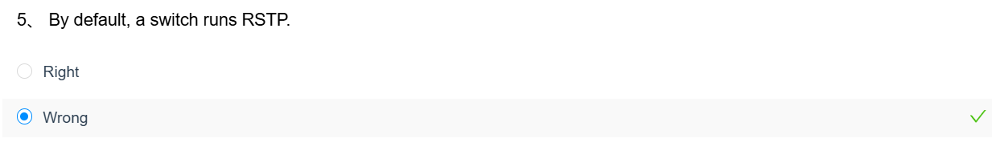 5、 By default, a switch runs RSTP.
Right
Wrong